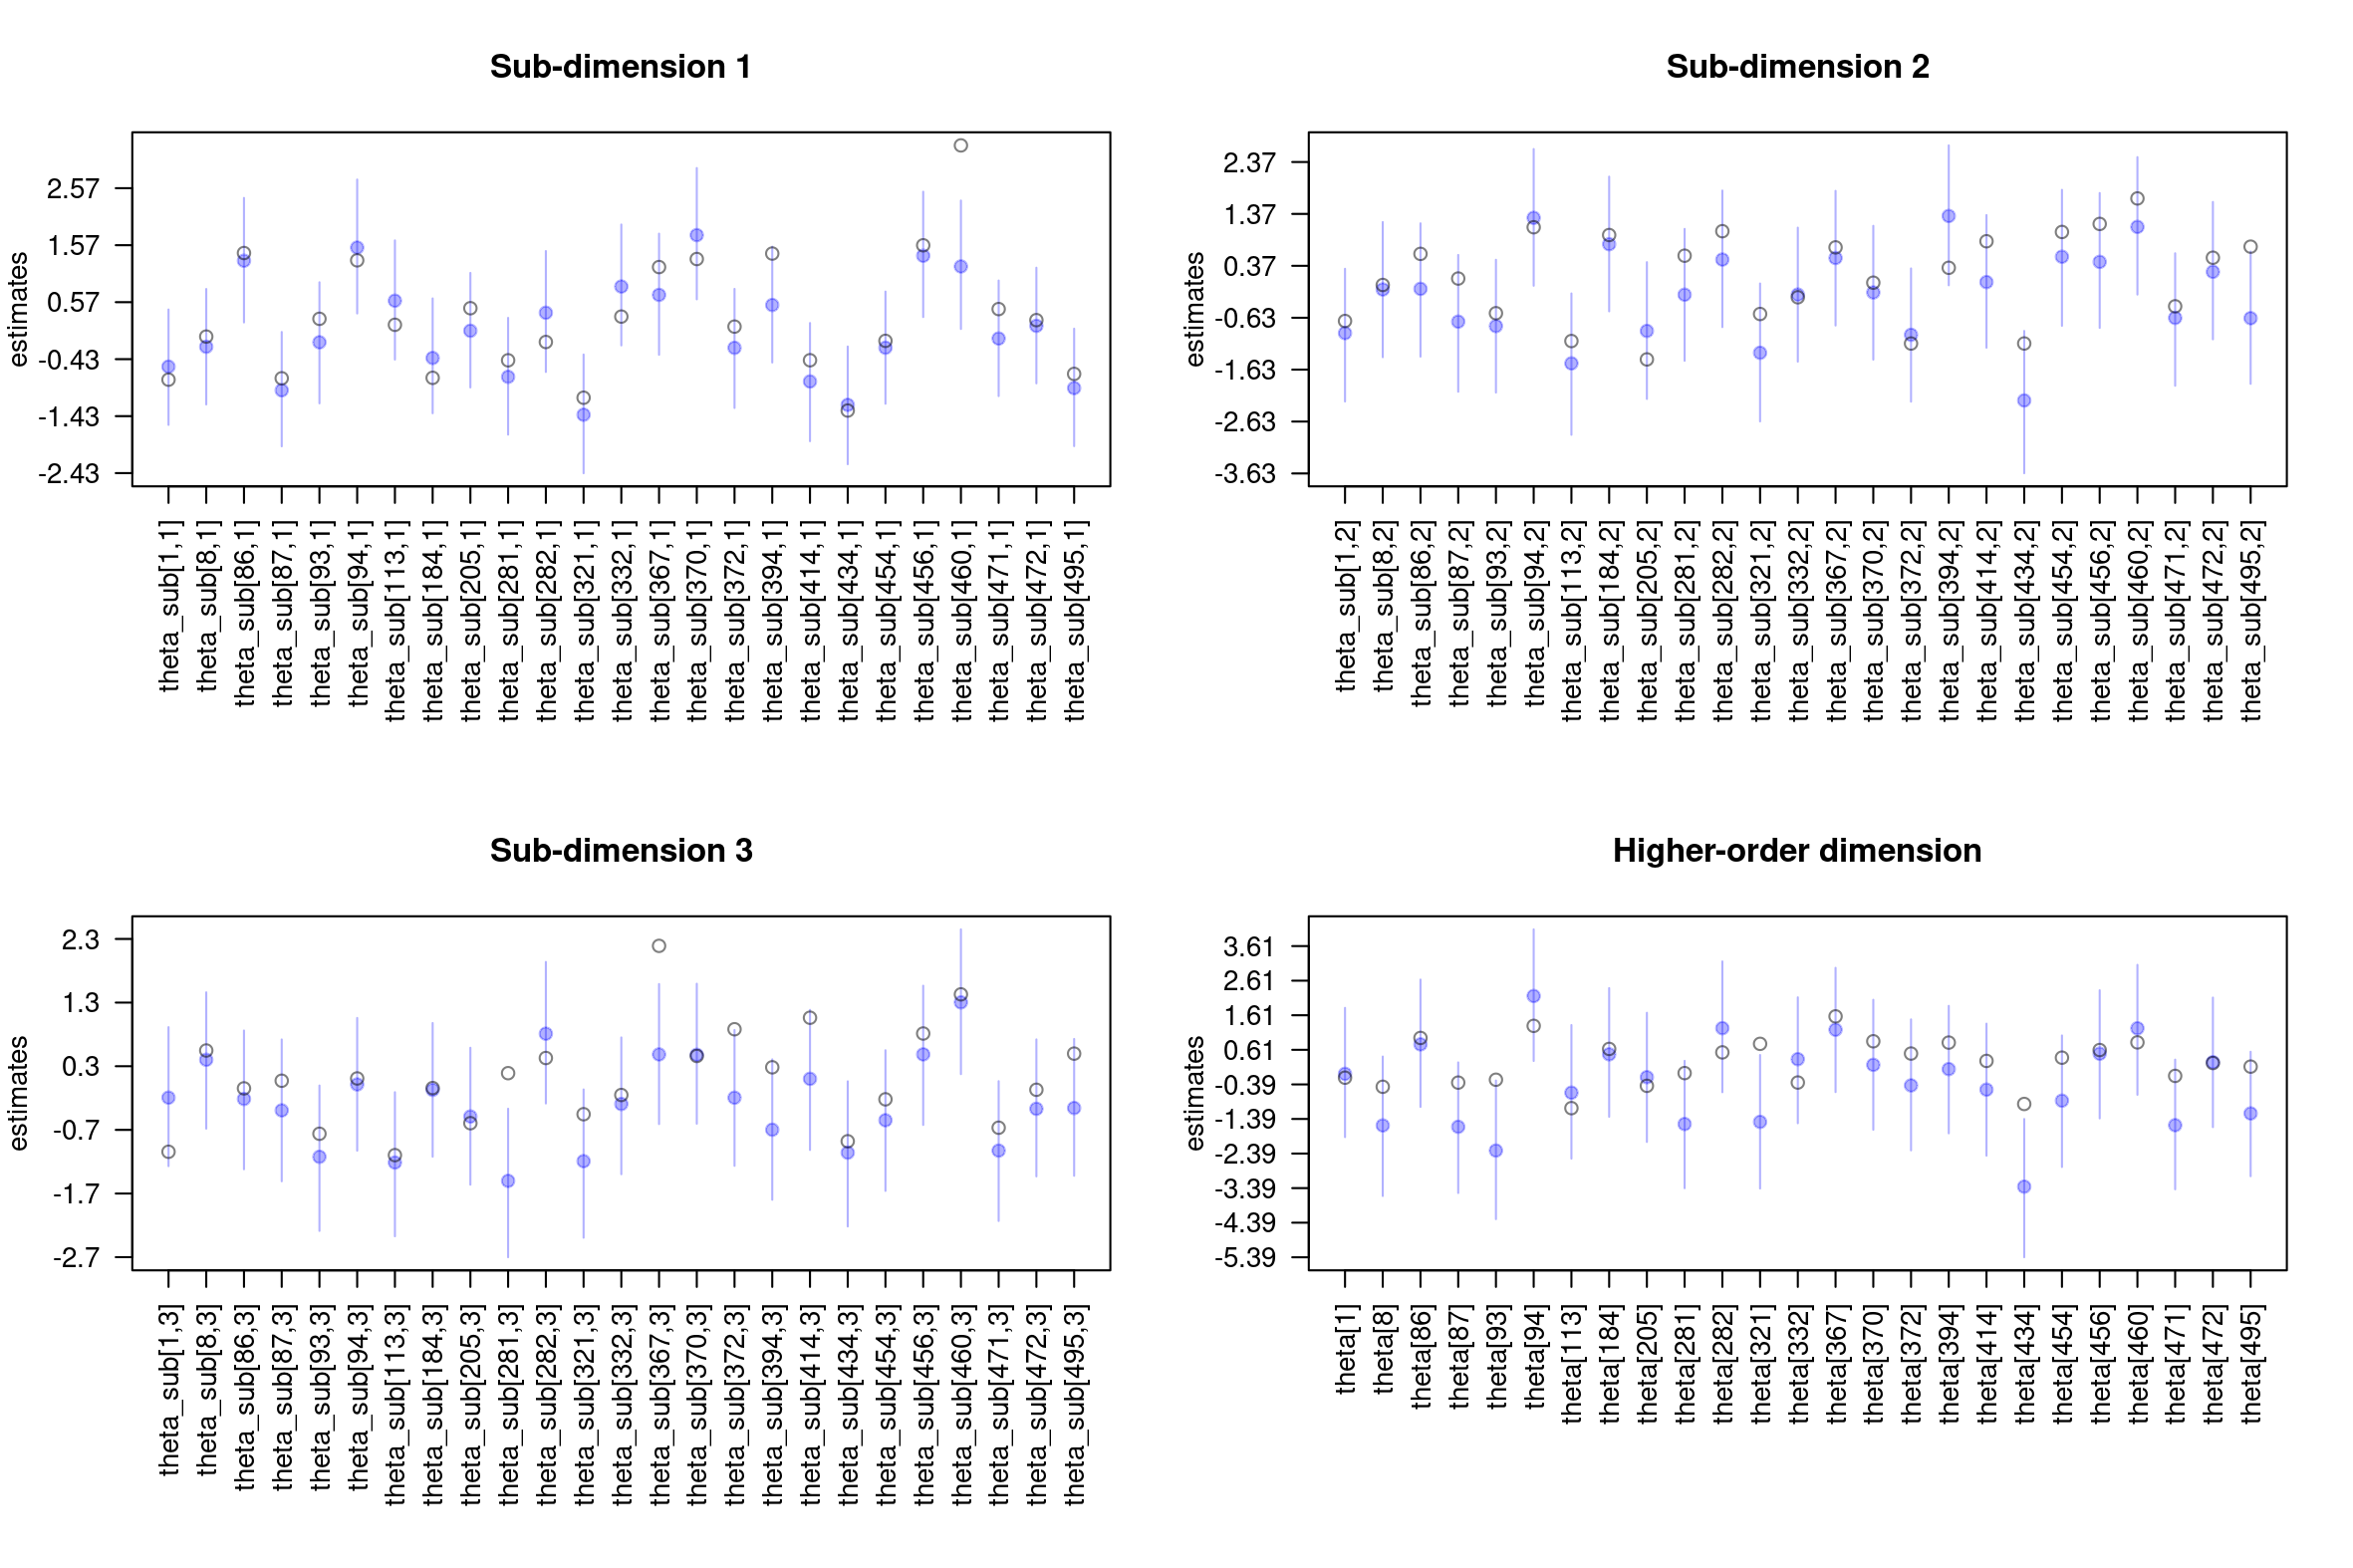 Sub-dimension 1
estimates
2.57
1.57
0.57
-0.43
-1.43
-2.43
theta_sub[1,1]
theta_sub[8,1]
theta_sub[86,1]
theta_sub[87,1]
theta_sub[93,1]
theta_sub[94,1]
theta_sub[113,1]
theta_sub[184,1]
theta_sub[205,1]
theta_sub[281,1]
theta_sub[282,1]
theta_sub[321,1]
theta_sub[332,1]
theta_sub[367,1]
theta_sub[370,1]
theta_sub[372,1]
theta_sub[394,1]
theta_sub[414,1]
theta_sub[434,1]
theta_sub[454,1]
theta_sub[456,1]
theta_sub[460,1]
theta_sub[471,1]
theta_sub[472,1]
theta_sub[495,1]
Sub-dimension 2
estimates
2.37
1.37
0.37
-0.63
-1.63
-2.63
-3.63
theta_sub[1,2]
theta_sub[8,2]
theta_sub[86,2]
theta_sub[87,2]
theta_sub[93,2]
theta_sub[94,2]
theta_sub[113,2]
theta_sub[184,2]
theta_sub[205,2]
theta_sub[281,2]
theta_sub[282,2]
theta_sub[321,2]
theta_sub[332,2]
theta_sub[367,2]
theta_sub[370,2]
theta_sub[372,2]
theta_sub[394,2]
theta_sub[414,2]
theta_sub[434,2]
theta_sub[454,2]
theta_sub[456,2]
theta_sub[460,2]
theta_sub[471,2]
theta_sub[472,2]
theta_sub[495,2]
Sub-dimension 3
estimates
2.3
1.3
0.3
-0.7
-1.7
-2.7
theta_sub[1,3]
theta_sub[8,3]
theta_sub[86,3]
theta_sub[87,3]
theta_sub[93,3]
theta_sub[94,3]
theta_sub[113,3]
theta_sub[184,3]
theta_sub[205,3]
theta_sub[281,3]
theta_sub[282,3]
theta_sub[321,3]
theta_sub[332,3]
theta_sub[367,3]
theta_sub[370,3]
theta_sub[372,3]
theta_sub[394,3]
theta_sub[414,3]
theta_sub[434,3]
theta_sub[454,3]
theta_sub[456,3]
theta_sub[460,3]
theta_sub[471,3]
theta_sub[472,3]
theta_sub[495,3]
Higher-order dimension
estimates
3.61
2.61
1.61
0.61
-0.39
-1.39
-2.39
-3.39
-4.39
-5.39
theta[1]
theta[8]
theta[86]
theta[87]
theta[93]
theta[94]
theta[113]
theta[184]
theta[205]
theta[281]
theta[282]
theta[321]
theta[332]
theta[367]
theta[370]
theta[372]
theta[394]
theta[414]
theta[434]
theta[454]
theta[456]
theta[460]
theta[471]
theta[472]
theta[495]